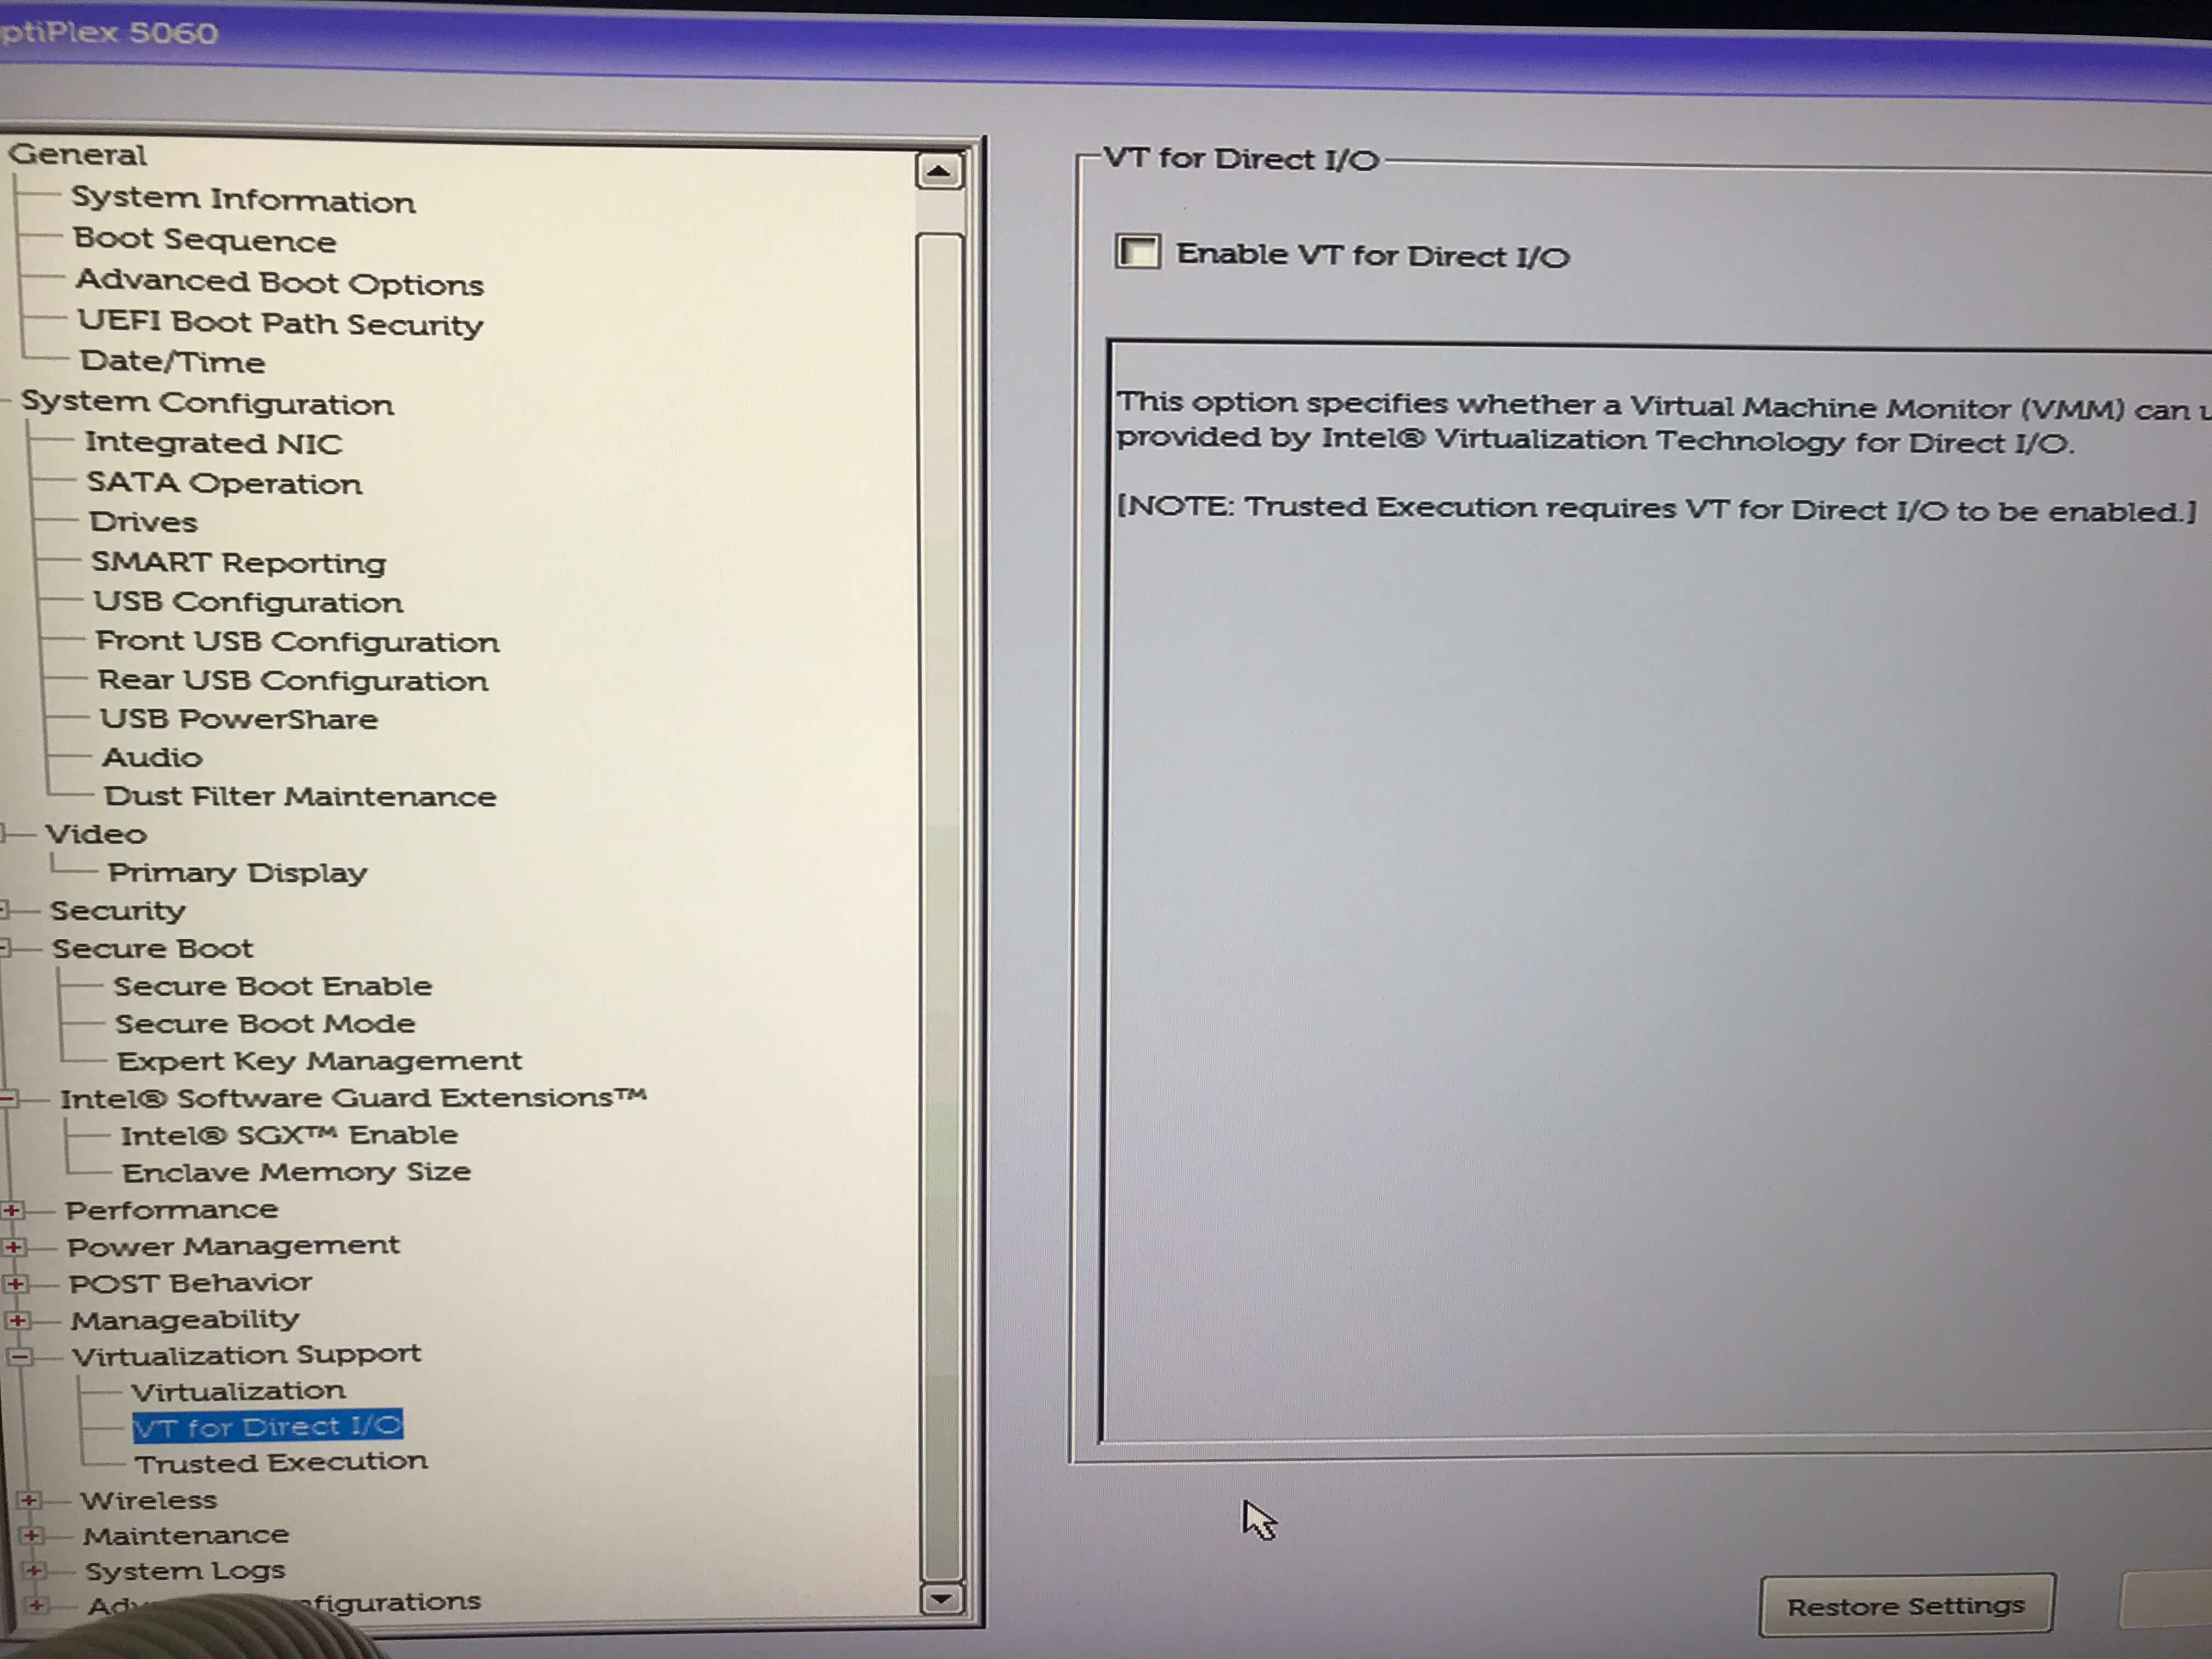 ptiPlex 5060
General
System Information
Boot Sequence
Advanced Boot Options
UEFI Boot Path Security
Date/Time
System Configuration
Integrated NIC
SATA Operation
Drives
SMART Reporting
USB Configuration
Front USB Configuration
Rear USB Configuration
USB PowerShare
Audio
Dust Filter Maintenance
Video
Primary Display
Security
Secure Boot
Secure Boot Enable
Secure Boot Mode
Expert Key Management
Intel® Software Guard Extensions™
Intel® SGX™ Enable
Enclave Memory Size
Performance
Power Management
POST Behavior
Manageability
Virtualization Support
Virtualization
VT for Direct I/O
Trusted Execution
Wireless
Maintenance
System Logs
Adv figurations
VT for Direct I/O
Enable VT for Direct I/O
This option specifies whether a Virtual Machine Monitor (VMM) can u
provided by Intel® Virtualization Technology for Direct I/O.
[NOTE: Trusted Execution requires VT for Direct I/O to be enabled.]
Restore Settings